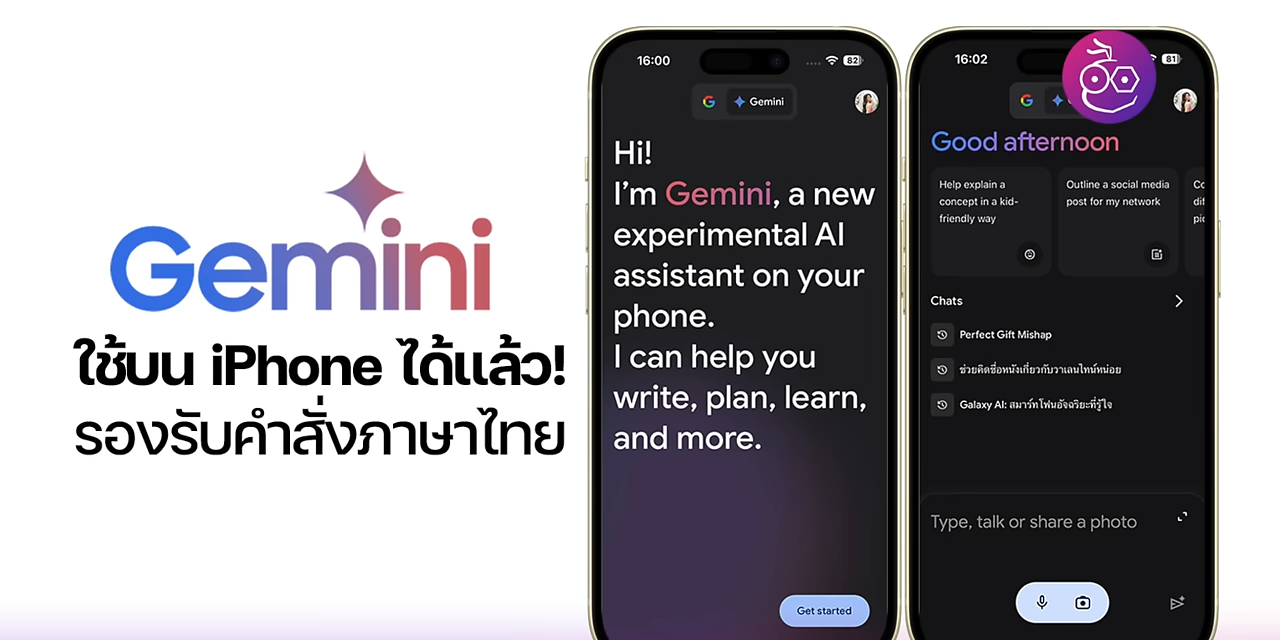 Gemini
ใช้บน iPhone ได้แล้ว!
รองรับคำสั่งภาษาไทย
16:00
82
Gemini
Hi!
I'm Gemini, a new
experimental AI
assistant on your
phone.
I can help you
write, plan, learn,
and more.
Get started
16:02
81
Good afternoon
Help explain a
concept in a kid-
friendly way
Outline a social media
post for my network
Chats
Perfect Gift Mishap
ช่วยคิดชื่อหนังเกี่ยวกับวาเลนไทน์หน่อย
Galaxy AI: สมาร์ทโฟนอัจฉริยะที่รู้ใจ
Type, talk or share a photo